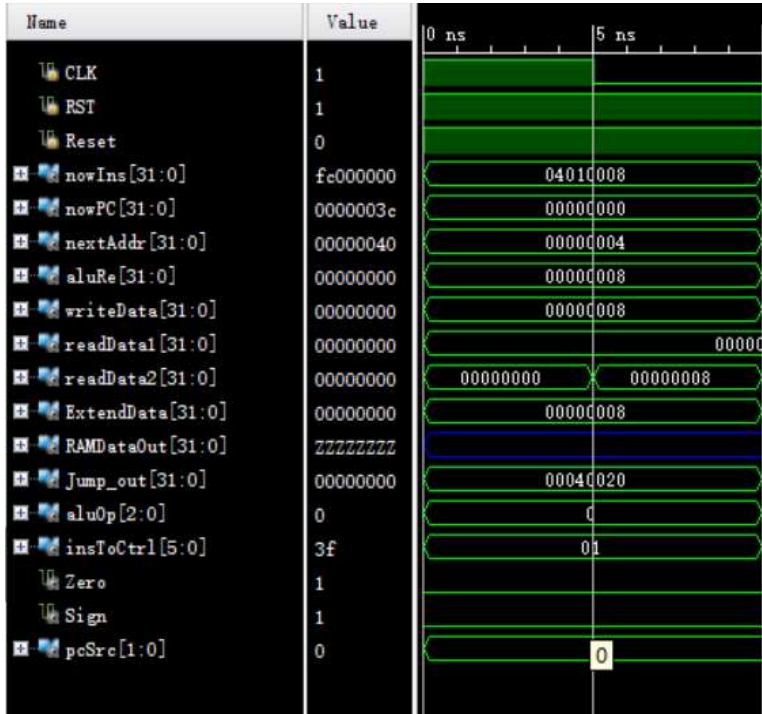 Name Value 0 ns 5 ns
CLK 1
RST 1
Reset 0
nowIns[31:0] fc000000 04010008
nowPC[31:0] 0000003c 00000000
nextAddr[31:0] 00000040 00000004
aluRe[31:0] 00000000 00000008
writeData[31:0] 00000000 00000008
readData1[31:0] 00000000 00000
readData2[31:0] 00000000 00000000 00000008
ExtendData[31:0] 00000000 00000008
RAMDataOut[31:0] ZZZZZZZZ
Jump_out[31:0] 00000000 00040020
aluOp[2:0] 0 0
insToCtrl[5:0] 3f 01
Zero 1
Sign 1
pcSrc[1:0] 0 0